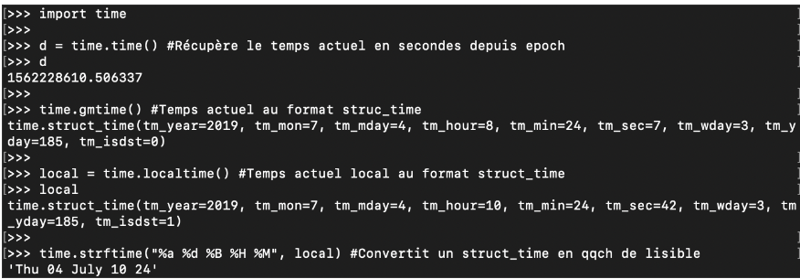 [>>> import time ]
[>>> ]
[>>> d = time.time() #Récupère le temps actuel en secondes depuis epoch ]
[>>> d ]
1562228610.506337
[>>> ]
[>>> time.gmtime() #Temps actuel au format struc_time ]
time.struct_time(tm_year=2019, tm_mon=7, tm_mday=4, tm_hour=8, tm_min=24, tm_sec=7, tm_wday=3, tm_y
day=185, tm_isdst=0)
[>>> ]
[>>> local = time.localtime() #Temps actuel local au format struct_time ]
[>>> local ]
time.struct_time(tm_year=2019, tm_mon=7, tm_mday=4, tm_hour=10, tm_min=24, tm_sec=42, tm_wday=3, tm
_yday=185, tm_isdst=1)
[>>> ]
[>>> time.strftime("%a %d %B %H %M", local) #Convertit un struct_time en qqch de lisible ]
'Thu 04 July 10 24'